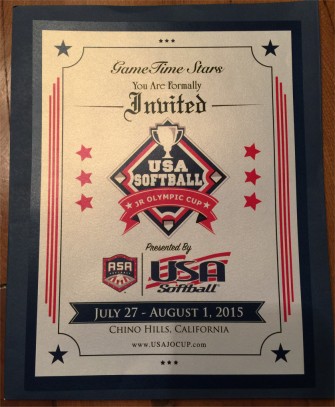 GameTime Stars
You Are Formally
Invited
USA
SOFTBALL
JR OLYMPIC CUP
Presented By
ASA
USA
Softball
JULY 27 - AUGUST 1, 2015
CHINO HILLS, CALIFORNIA
www.USAJOCUP.com